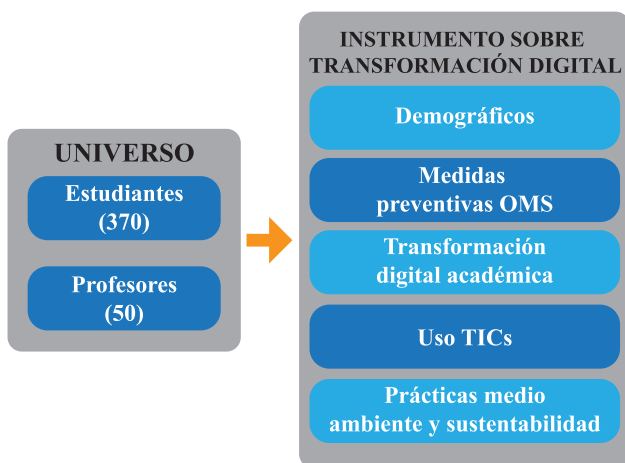 UNIVERSO
Estudiantes
(370)
Profesores
(50)
INSTRUMENTO SOBRE
TRANSFORMACIÓN DIGITAL
Demográficos
Medidas
preventivas OMS
Transformación
digital académica
Uso TICs
Prácticas medio
ambiente y sustentabilidad